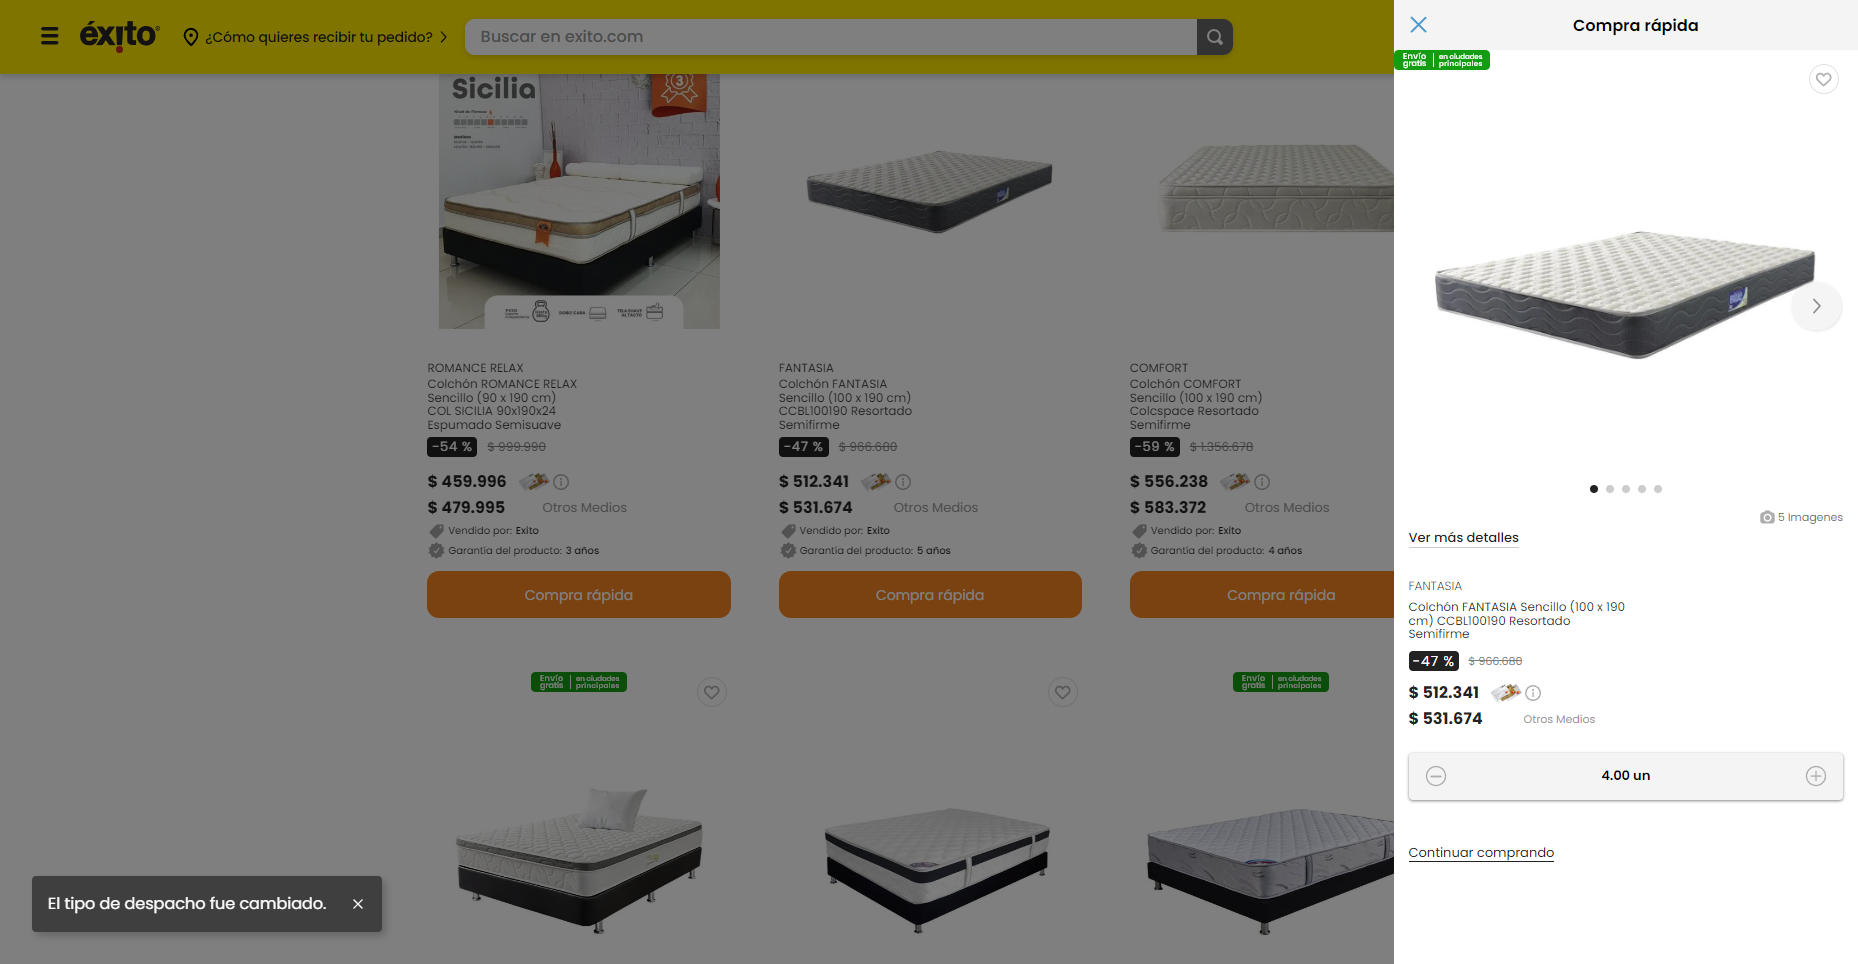 éxito
¿Cómo quieres recibir tu pedido?
Buscar en exito.com
Sicilia
3
ROMANCE RELAX
Colchón ROMANCE RELAX
Sencillo (90 x 190 cm)
COL SICILIA 90x190x24
Espumado Semisuave
-54 % $ 999.990
$ 459.996
$ 479.995 Otros Medios
Vendido por: Exito
Garantía del producto: 3 años
Compra rápida
FANTASIA
Colchón FANTASIA
Sencillo (100 x 190 cm)
CCBL100190 Resortado
Semifirme
-47 % $ 966.680
$ 512.341
$ 531.674 Otros Medios
Vendido por: Exito
Garantía del producto: 5 años
Compra rápida
COMFORT
Colchón COMFORT
Sencillo (100 x 190 cm)
Colcspace Resortado
Semifirme
-59 % $ 1.356.678
$ 556.238
$ 583.372 Otros Medios
Vendido por: Exito
Garantía del producto: 4 años
Compra rápida
Envío gratis en ciudades principales
Envío gratis en ciudades principales
El tipo de despacho fue cambiado.
Compra rápida
Envío gratis en ciudades principales
5 Imagenes
Ver más detalles
FANTASIA
Colchón FANTASIA Sencillo (100 x 190
cm) CCBL100190 Resortado
Semifirme
-47 % $ 966.680
$ 512.341
$ 531.674 Otros Medios
4.00 un
Continuar comprando